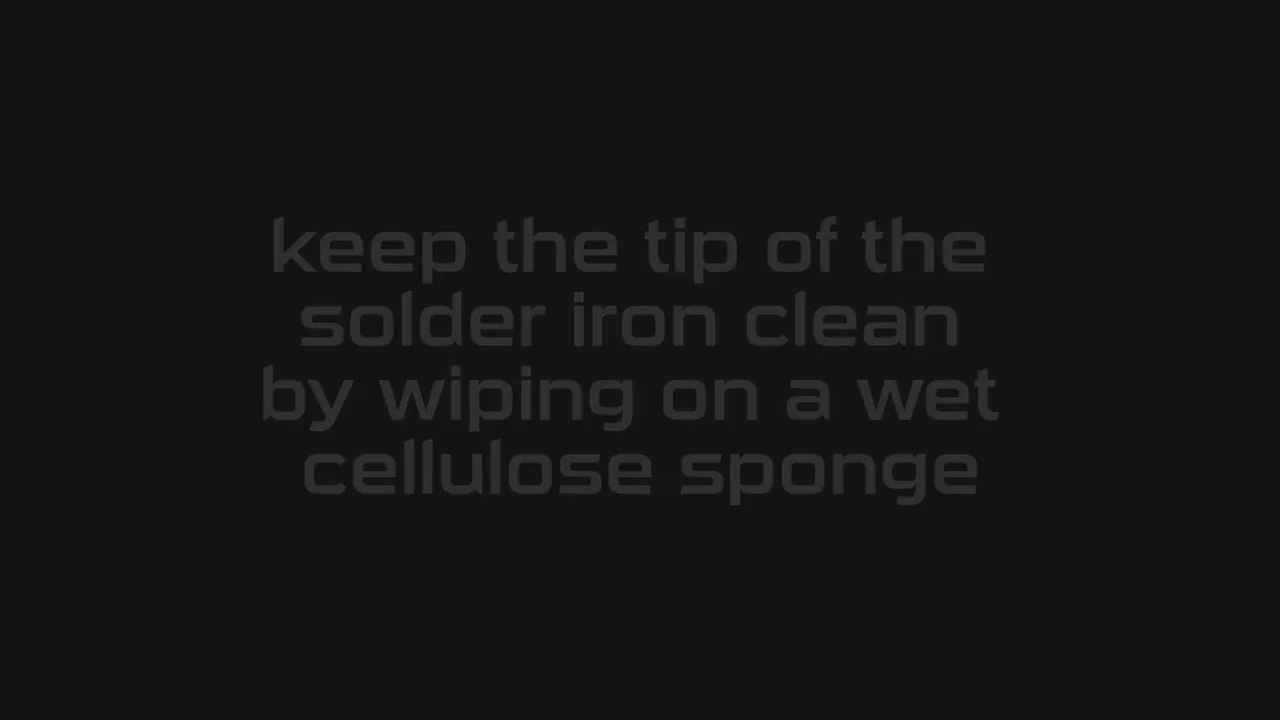 keep the tip of the
solder iron clean
by wiping on a wet
cellulose sponge